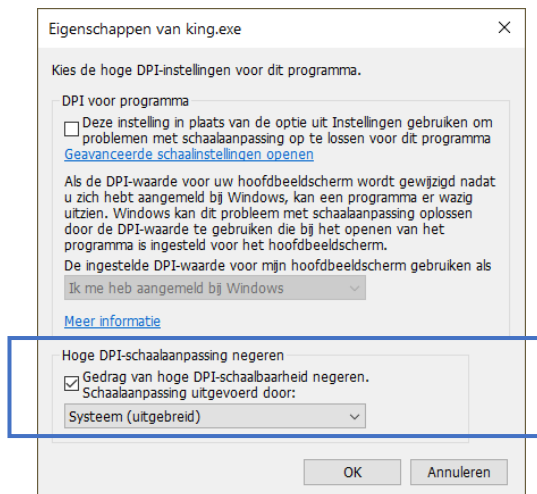 Eigenschappen van king.exe
Kies de hoge DPI-instellingen voor dit programma.
DPI voor programma
Deze instelling in plaats van de optie uit Instellingen gebruiken om
problemen met schaalaanpassing op te lossen voor dit programma
Geavanceerde schaalinstellingen openen
Als de DPI-waarde voor uw hoofdbeeldscherm wordt gewijzigd nadat
u zich hebt aangemeld bij Windows, kan een programma er wazig
uitzien. Windows kan dit probleem met schaalaanpassing oplossen
door de DPI-waarde te gebruiken die bij het openen van het
programma is ingesteld voor het hoofdbeeldscherm.
De ingestelde DPI-waarde voor mijn hoofdbeeldscherm gebruiken als
Ik me heb aangemeld bij Windows
Meer informatie
Hoge DPI-schaalaanpassing negeren
Gedrag van hoge DPI-schaalbaarheid negeren.
Schaalaanpassing uitgevoerd door:
Systeem (uitgebreid)
OK
Annuleren